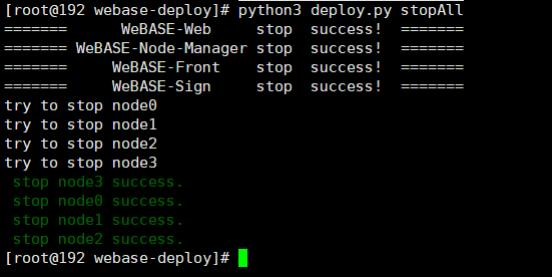 [root@192 webase-deploy]# python3 deploy.py stopAll
======= WeBASE-Web stop success! =======
======= WeBASE-Node-Manager stop success! =======
======= WeBASE-Front stop success! =======
======= WeBASE-Sign stop success! =======
try to stop node0
try to stop node1
try to stop node2
try to stop node3
stop node3 success.
stop node0 success.
stop node1 success.
stop node2 success.
[root@192 webase-deploy]#